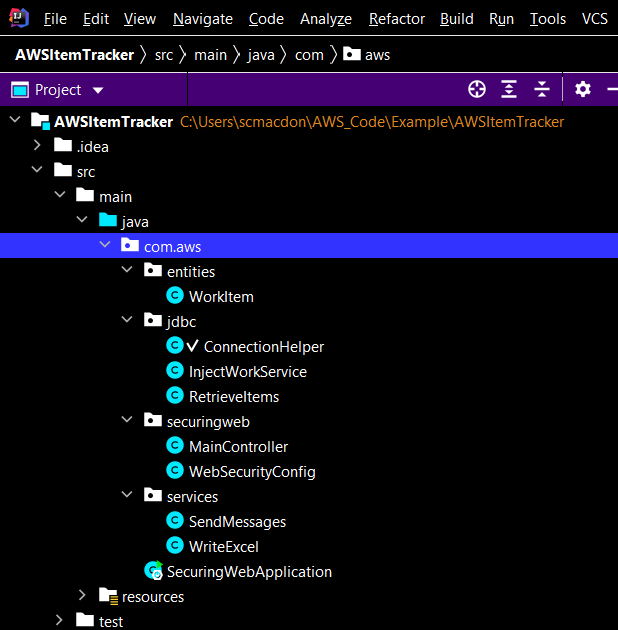 IJ File Edit View Navigate Code Analyze Refactor Build Run Tools VCS
AWSItemTracker src main java com aws
Project
AWSItemTracker C:\Users\scmacdon\AWS_Code\Example\AWSItemTracker
.idea
src
main
java
com.aws
entities
C WorkItem
jdbc
C ConnectionHelper
C InjectWorkService
C RetrieveItems
securingweb
C MainController
C WebSecurityConfig
services
C SendMessages
C WriteExcel
C SecuringWebApplication
resources
test